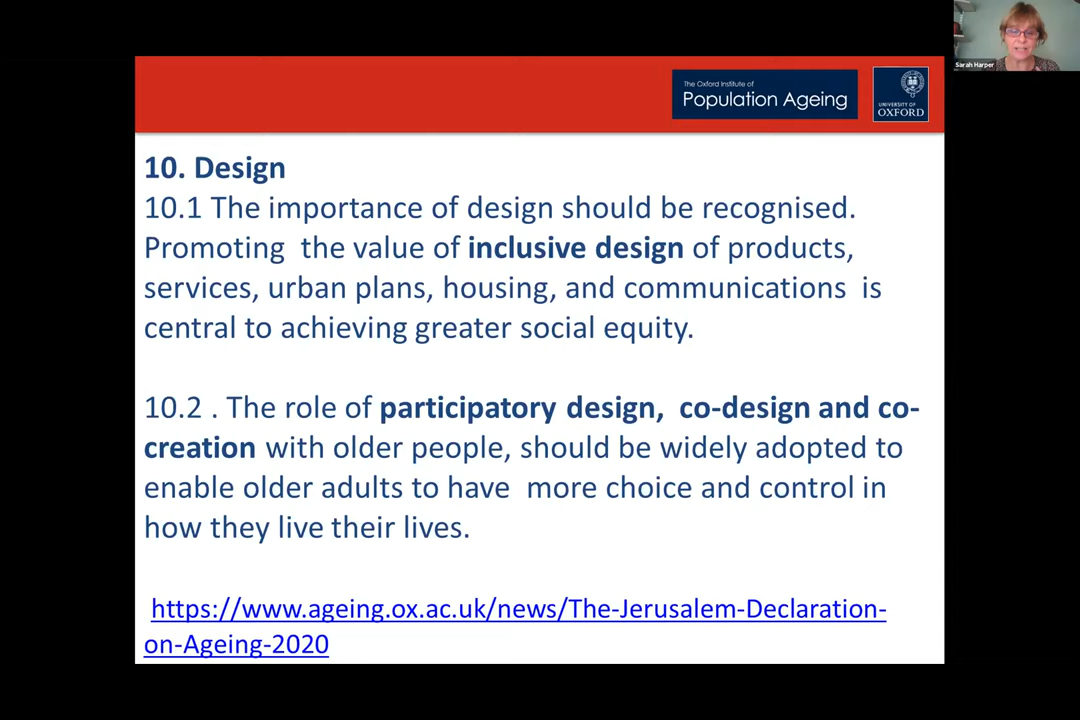 Sarah Harper
The Oxford Institute of
Population Ageing
UNIVERSITY OF
OXFORD
10. Design
10.1 The importance of design should be recognised.
Promoting  the value of inclusive design of products,
services, urban plans, housing, and communications  is
central to achieving greater social equity.
10.2 . The role of participatory design,  co-design and co-
creation with older people, should be widely adopted to
enable older adults to have  more choice and control in
how they live their lives.
https://www.ageing.ox.ac.uk/news/The-Jerusalem-Declaration-
on-Ageing-2020